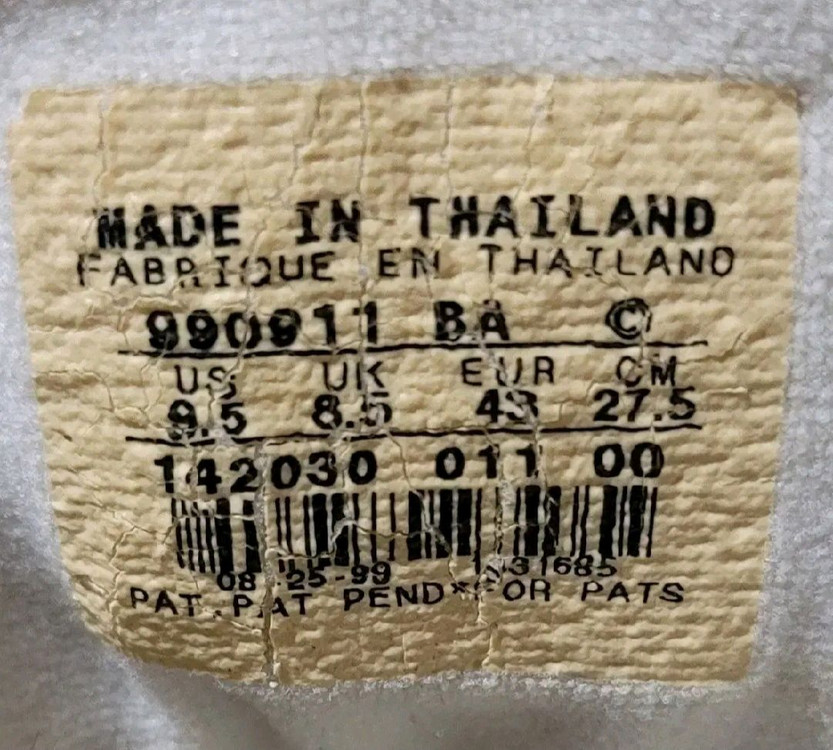 MADE IN THAILAND
FABRIQUE EN THAILAND
990911 BA ©
US UK EUR CM
9.5 8.5 43 27.5
142030 011 00
08 25-99
PAT.PAT PEND*FOR PATS